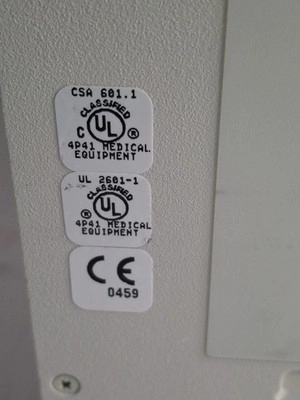 CSA 601.1
CLASSIFIED
C UL ®
4P41 MEDICAL
EQUIPMENT
UL 2601-1
CLASSIFIED
® UL
4P41 MEDICAL
EQUIPMENT
CE
0459